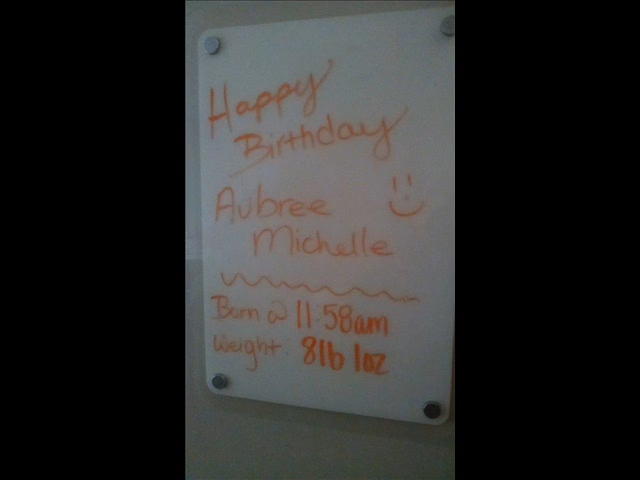 Happy
Birthday
Aubree
Michelle
Born @ 11:58am
Weight: 8lb 1oz